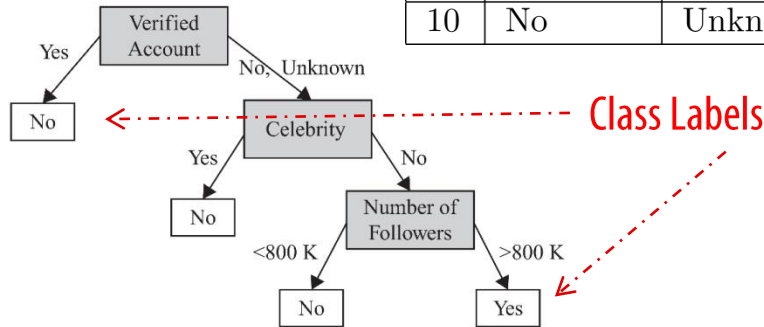 10 No Unkn
Verified
Account
Yes
No, Unknown
No
Celebrity
Class Labels
Yes
No
No
Number of
Followers
<800 K
>800 K
No
Yes